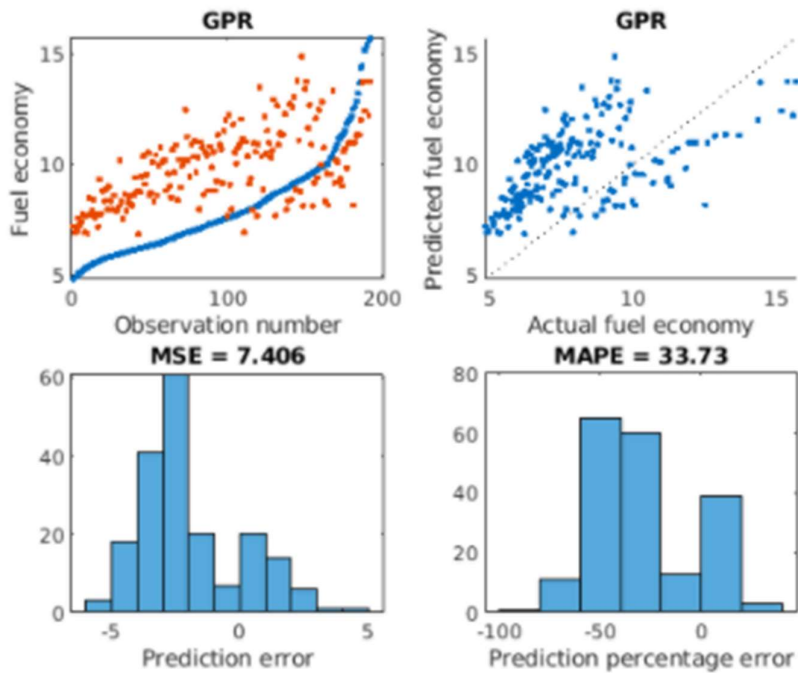 GPR
15
10
5
Fuel economy
0
100
200
Observation number
GPR
15
10
5
Predicted fuel economy
5
10
15
Actual fuel economy
MSE = 7.406
60
40
20
0
-5
0
5
Prediction error
MAPE = 33.73
80
60
40
20
0
-100
-50
0
Prediction percentage error